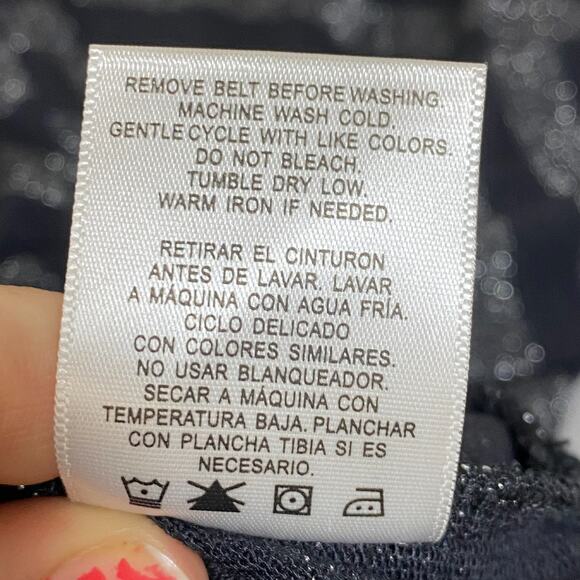 REMOVE BELT BEFORE WASHING.
MACHINE WASH COLD.
GENTLE CYCLE WITH LIKE COLORS.
DO NOT BLEACH.
TUMBLE DRY LOW.
WARM IRON IF NEEDED.
RETIRAR EL CINTURON
ANTES DE LAVAR. LAVAR
A MÁQUINA CON AGUA FRÍA.
CICLO DELICADO
CON COLORES SIMILARES.
NO USAR BLANQUEADOR.
SECAR A MÁQUINA CON
TEMPERATURA BAJA. PLANCHAR
CON PLANCHA TIBIA SI ES
NECESARIO.